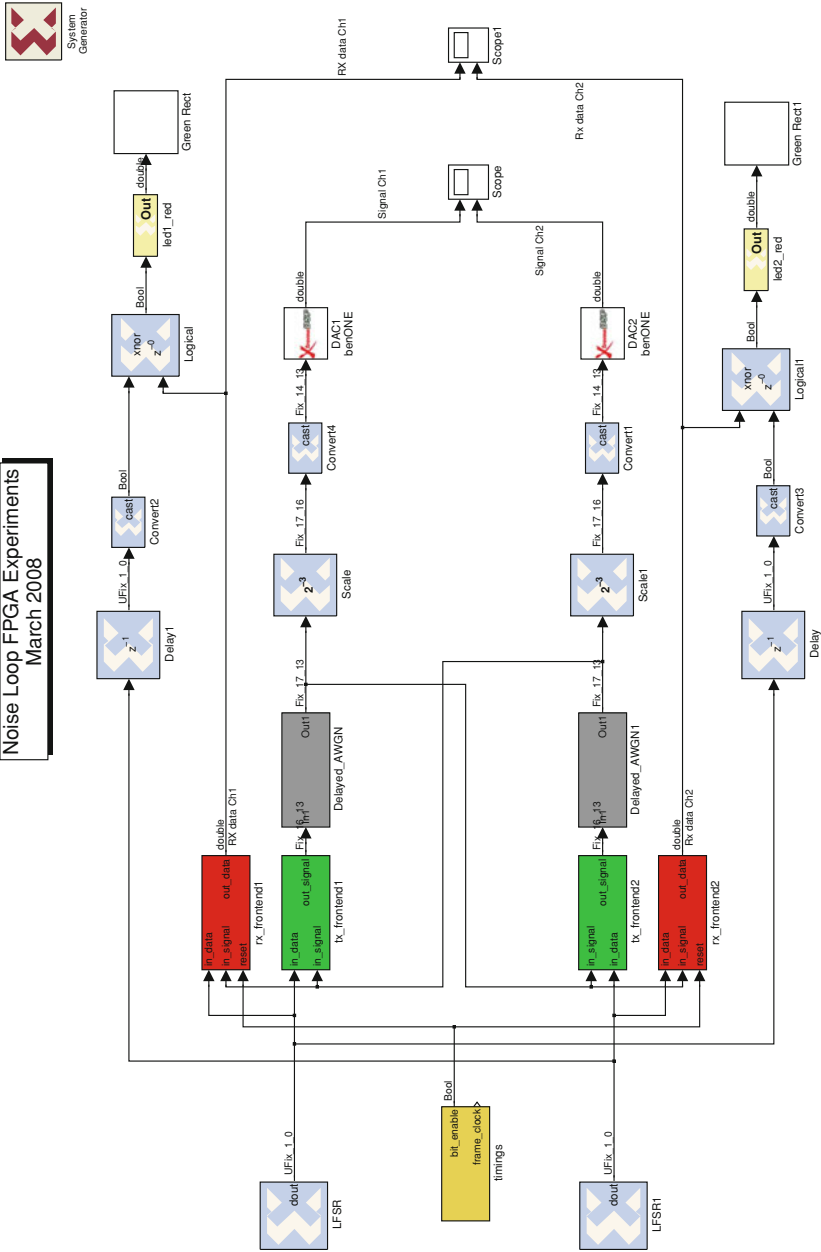 Noise Loop FPGA Experiments
March 2008
System
Generator
LFSR
dout
UFix_1_0
timings
bit_enable
frame_clock
Bool
LFSR1
dout
UFix_1_0
rx_frontend1
in_data
in_signal
reset
out_data
double
RX data Ch1
tx_frontend1
in_data
in_signal
out_signal
Fix_16_13
Delayed_AWGN
In1
Out1
Fix_17_13
Scale
2^-3
Fix_17_16
Convert4
cast
Fix_14_13
DAC1
benONE
double
Signal Ch1
Scope
Delay1
z^-1
UFix_1_0
Convert2
cast
Bool
Logical
xnor
z^-0
Bool
led1_red
Out
double
Green Rect
RX data Ch1
Scope1
Rx data Ch2
tx_frontend2
in_signal
in_data
out_signal
Fix_16_13
Delayed_AWGN1
In1
Out1
Fix_17_13
Scale1
2^-3
Fix_17_16
Convert1
cast
Fix_14_13
DAC2
benONE
double
Signal Ch2
rx_frontend2
in_data
in_signal
reset
out_data
double
Rx data Ch2
Delay
z^-1
UFix_1_0
Convert3
cast
Bool
Logical1
xnor
z^-0
Bool
led2_red
Out
double
Green Rect1